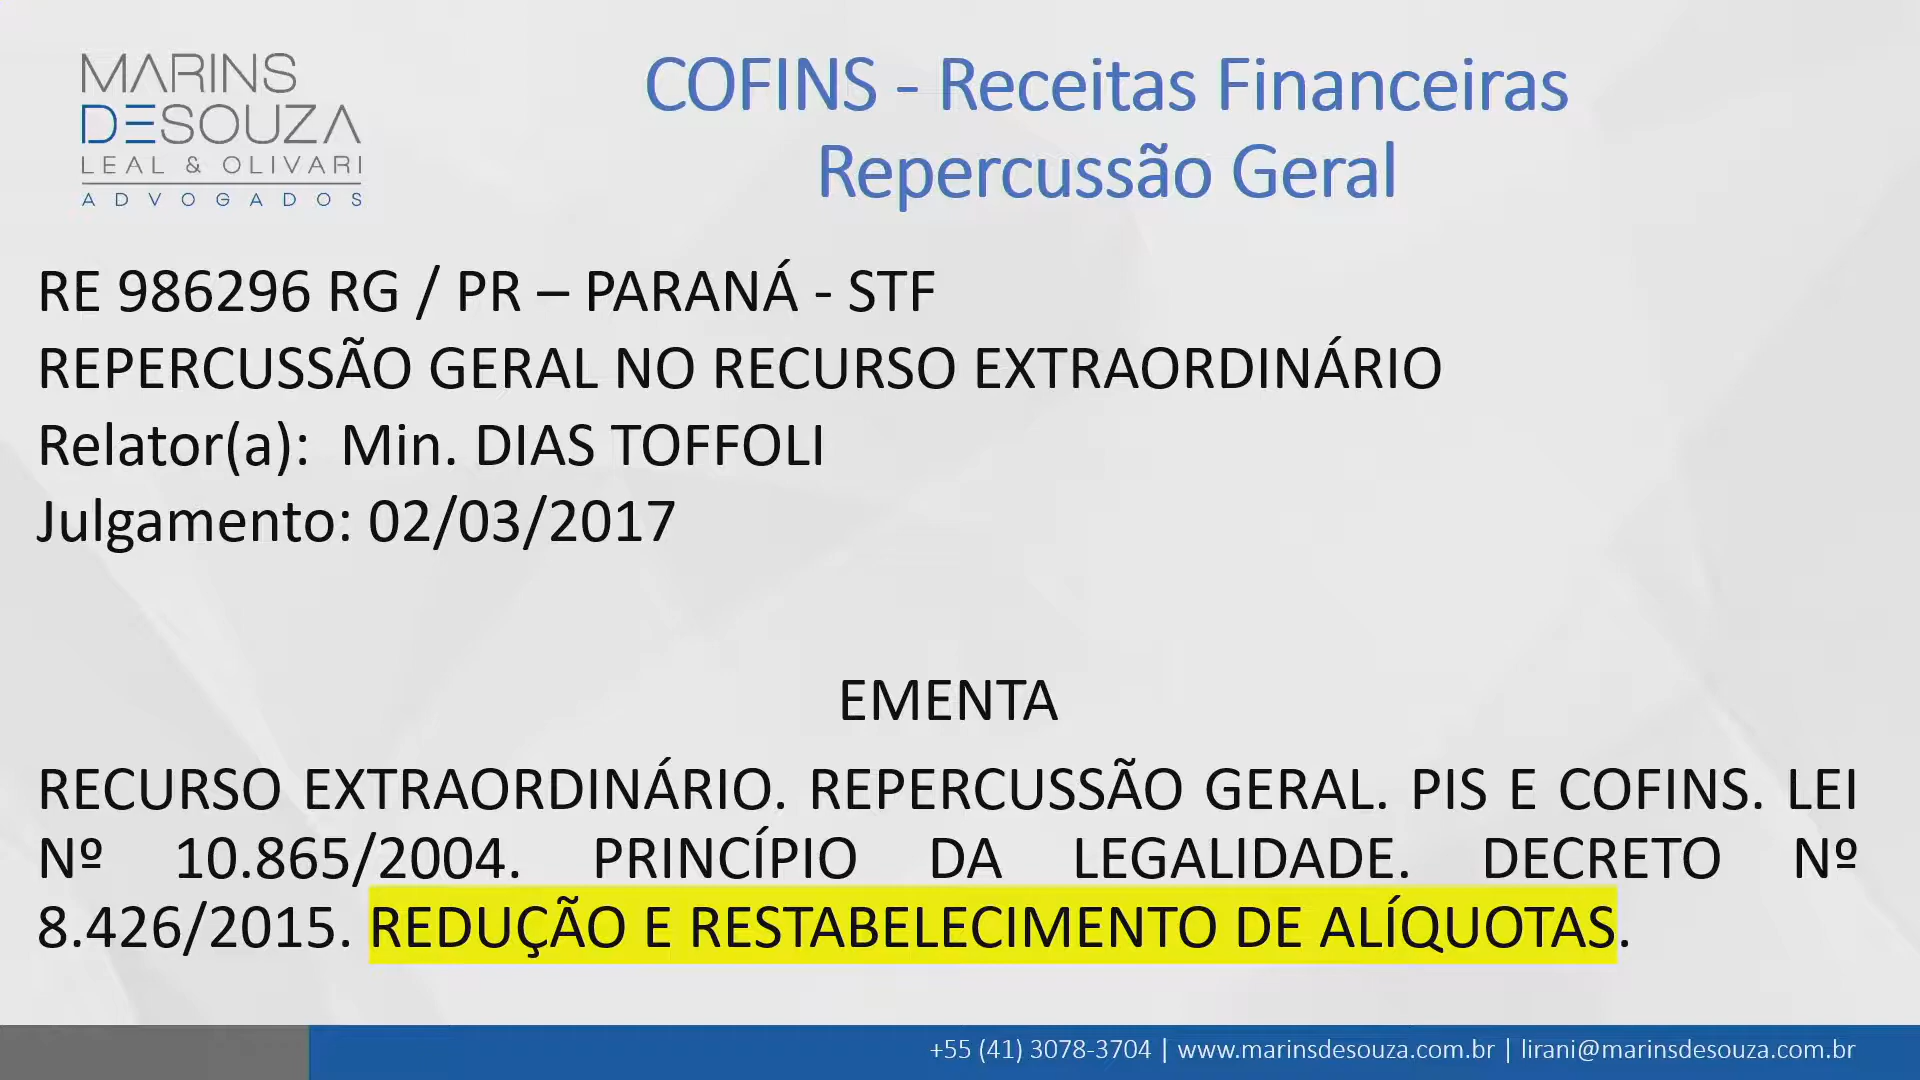 MARINS
DESOUZA
LEAL & OLIVARI
ADVOGADOS
COFINS - Receitas Financeiras
Repercussão Geral
RE 986296 RG / PR – PARANÁ - STF
REPERCUSSÃO GERAL NO RECURSO EXTRAORDINÁRIO
Relator(a): Min. DIAS TOFFOLI
Julgamento: 02/03/2017
EMENTA
RECURSO EXTRAORDINÁRIO. REPERCUSSÃO GERAL. PIS E COFINS. LEI
Nº 10.865/2004. PRINCÍPIO DA LEGALIDADE. DECRETO Nº
8.426/2015. REDUÇÃO E RESTABELECIMENTO DE ALÍQUOTAS.
+55 (41) 3078-3704 | www.marinsdesouza.com.br | lirani@marinsdesouza.com.br